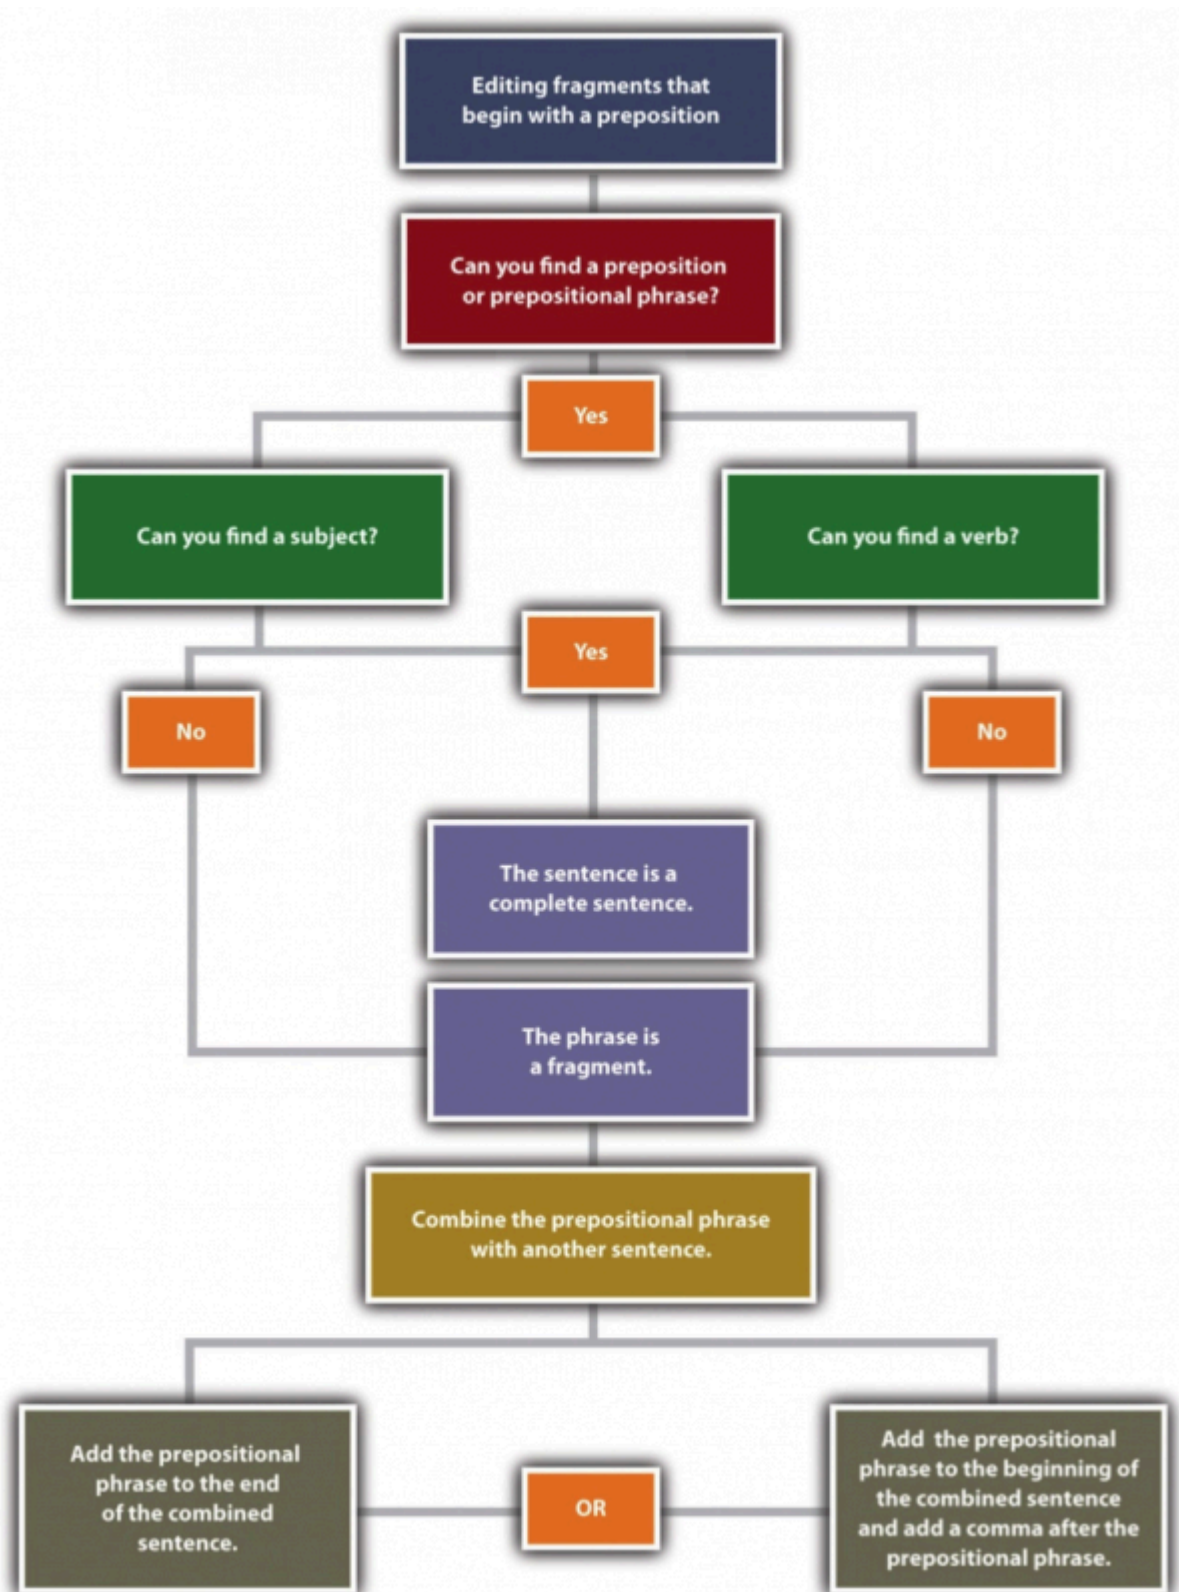 Editing fragments that
begin with a preposition
Can you find a preposition
or prepositional phrase?
Yes
Can you find a subject?
Can you find a verb?
Yes
No
No
The sentence is a
complete sentence.
The phrase is
a fragment.
Combine the prepositional phrase
with another sentence.
Add the prepositional
phrase to the end
of the combined
sentence.
OR
Add the prepositional
phrase to the beginning of
the combined sentence
and add a comma after the
prepositional phrase.